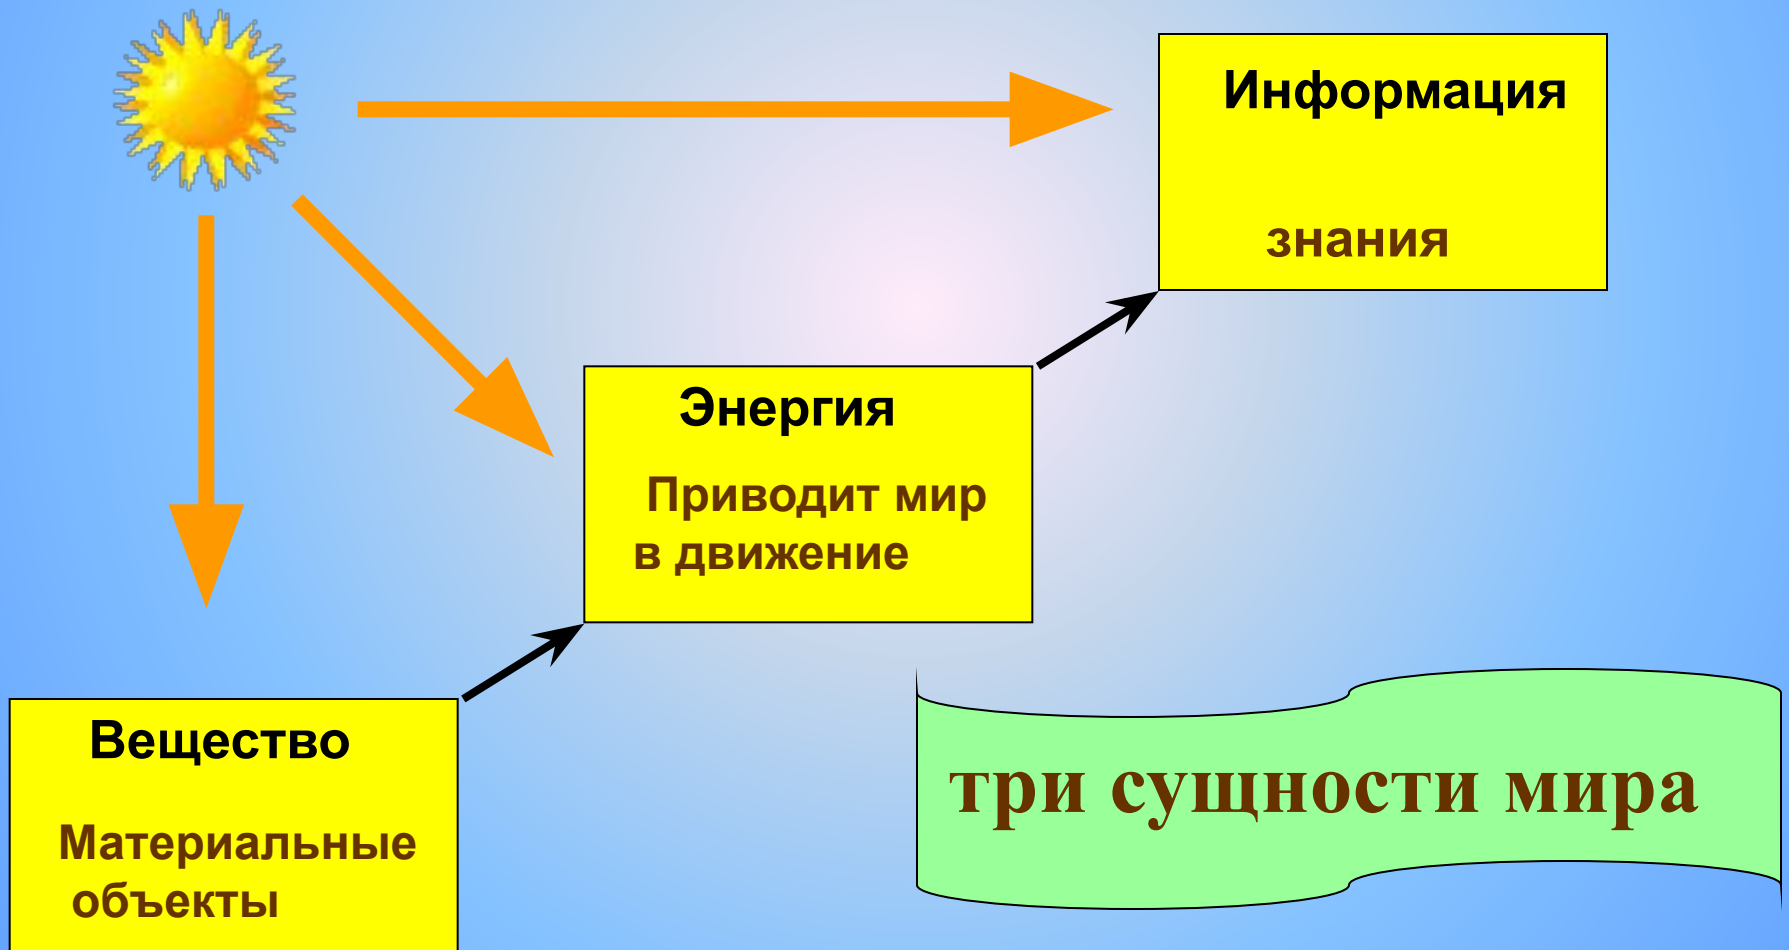 Информация
знания
Энергия
Приводит мир
в движение
Вещество
Материальные
объекты
три сущности мира